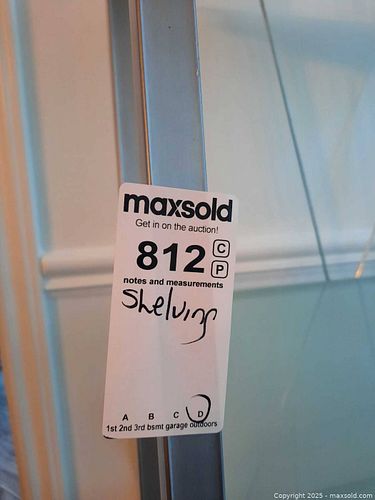 maxsold
Get in on the auction!
812 C
P
notes and measurements
Shelving
A B C D
1st 2nd 3rd bsmt garage outdoors
Copyright 2025 - maxsold.com